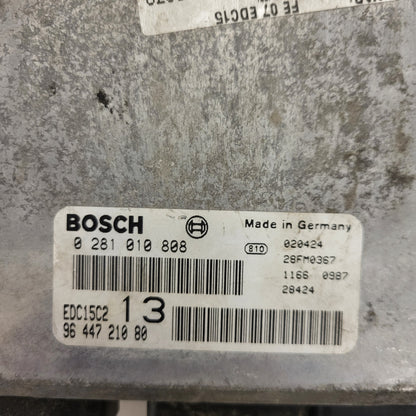 FE 07 EDC15
BOSCH
Made in Germany
0 281 010 808
810
020424
28FM0367
1166 0987
28424
EDC15C2 13
96 447 210 80